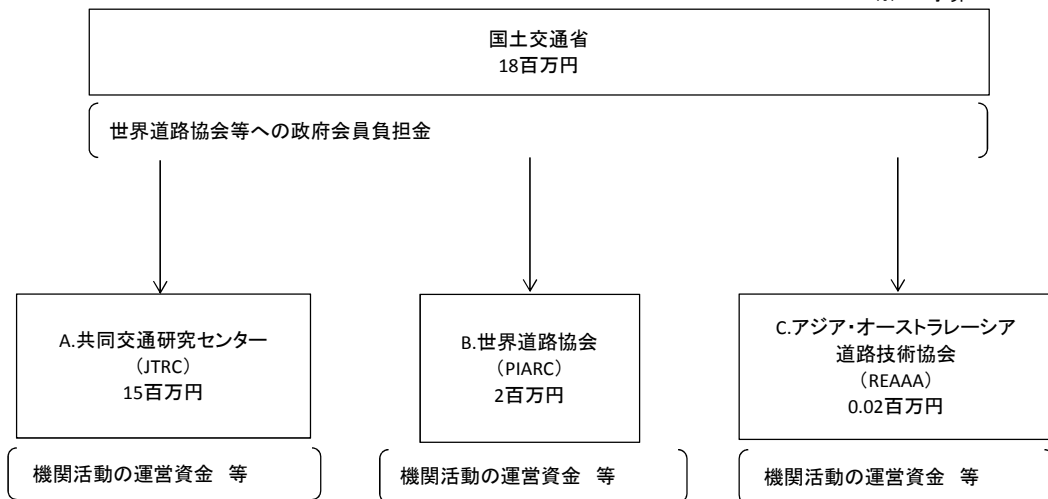 国土交通省
18百万円
世界道路協会等への政府会員負担金
A.共同交通研究センター
（JTRC）
15百万円
B.世界道路協会
（PIARC）
2百万円
C.アジア・オーストラレーシア
道路技術協会
（REAAA）
0.02百万円
機関活動の運営資金　等
機関活動の運営資金　等
機関活動の運営資金　等